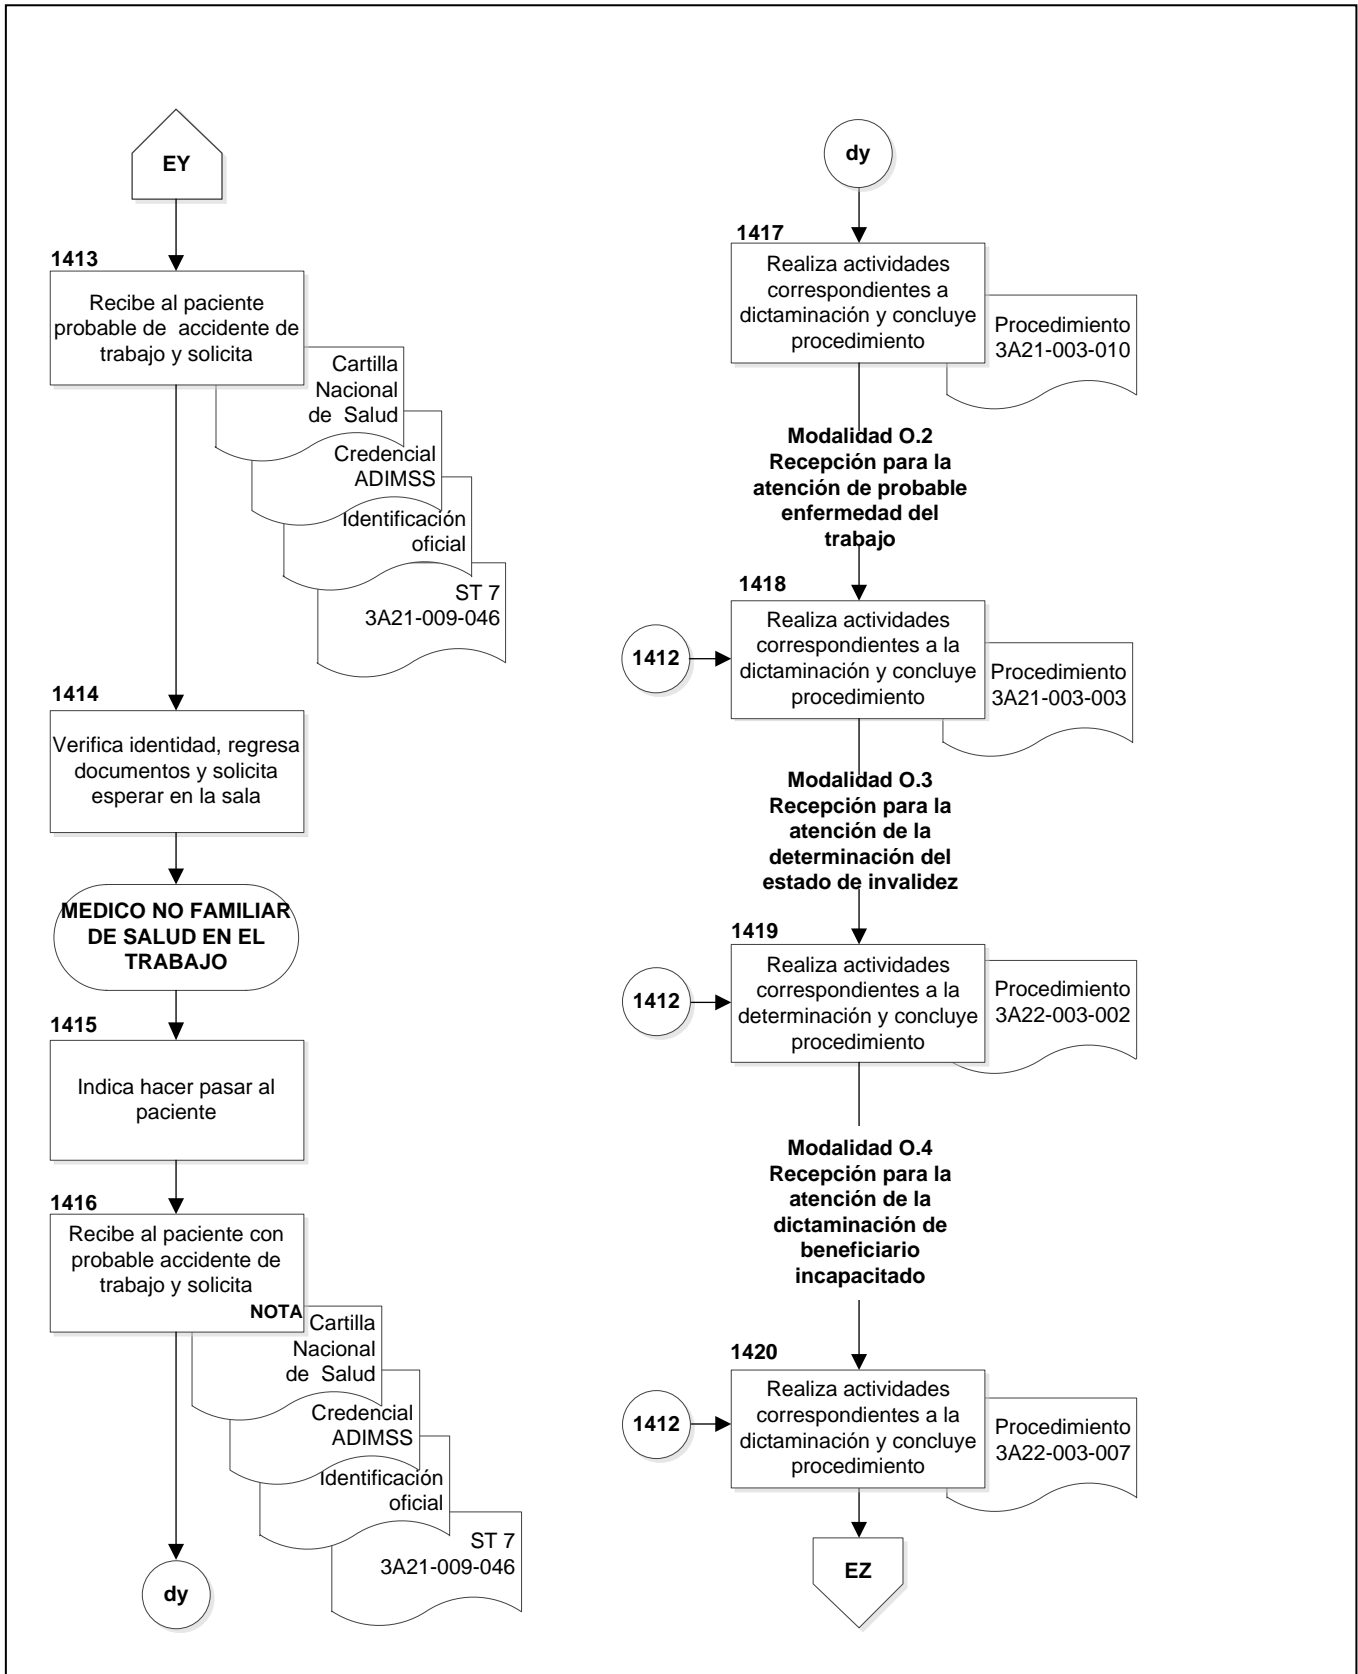 EY
1413
Recibe al paciente
probable de accidente de
trabajo y solicita
Cartilla
Nacional
de Salud
Credencial
ADIMSS
Identificación
oficial
ST 7
3A21-009-046
1414
Verifica identidad, regresa
documentos y solicita
esperar en la sala
MEDICO NO FAMILIAR
DE SALUD EN EL
TRABAJO
1415
Indica hacer pasar al
paciente
1416
Recibe al paciente con
probable accidente de
trabajo y solicita
NOTA
Cartilla
Nacional
de Salud
Credencial
ADIMSS
Identificación
oficial
ST 7
3A21-009-046
dy
dy
1417
Realiza actividades
correspondientes a
dictaminación y concluye
procedimiento
Procedimiento
3A21-003-010
Modalidad O.2
Recepción para la
atención de probable
enfermedad del
trabajo
1418
Realiza actividades
correspondientes a la
dictaminación y concluye
procedimiento
1412
Procedimiento
3A21-003-003
Modalidad O.3
Recepción para la
atención de la
determinación del
estado de invalidez
1419
Realiza actividades
correspondientes a la
determinación y concluye
procedimiento
1412
Procedimiento
3A22-003-002
Modalidad O.4
Recepción para la
atención de la
dictaminación de
beneficiario
incapacitado
1420
Realiza actividades
correspondientes a la
dictaminación y concluye
procedimiento
1412
Procedimiento
3A22-003-007
EZ